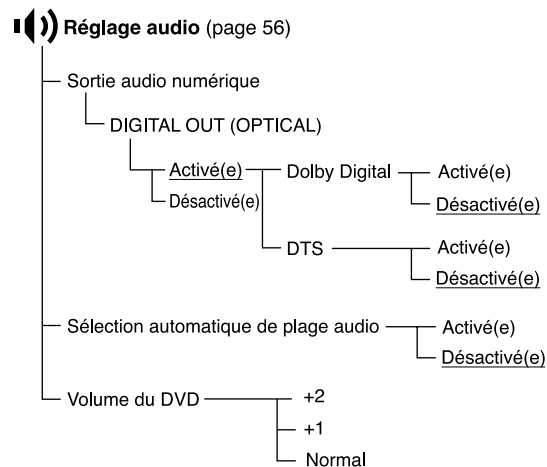 Réglage audio (page 56)
Sortie audio numérique
DIGITAL OUT (OPTICAL)
Activé(e) Dolby Digital Activé(e)
Désactivé(e) Désactivé(e)
DTS Activé(e)
Désactivé(e)
Sélection automatique de plage audio Activé(e)
Désactivé(e)
Volume du DVD +2
+1
Normal